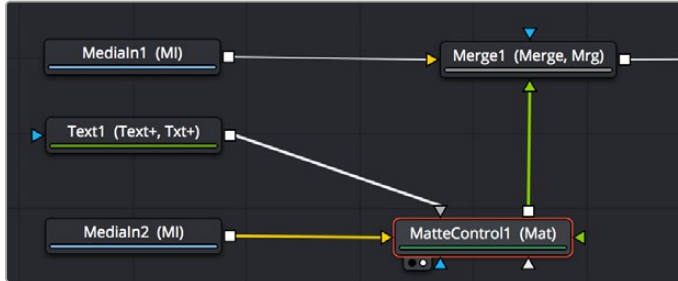 MediaIn1 (MI)
Merge1 (Merge, Mrg)
Text1 (Text+, Txt+)
MediaIn2 (MI)
MatteControl1 (Mat)